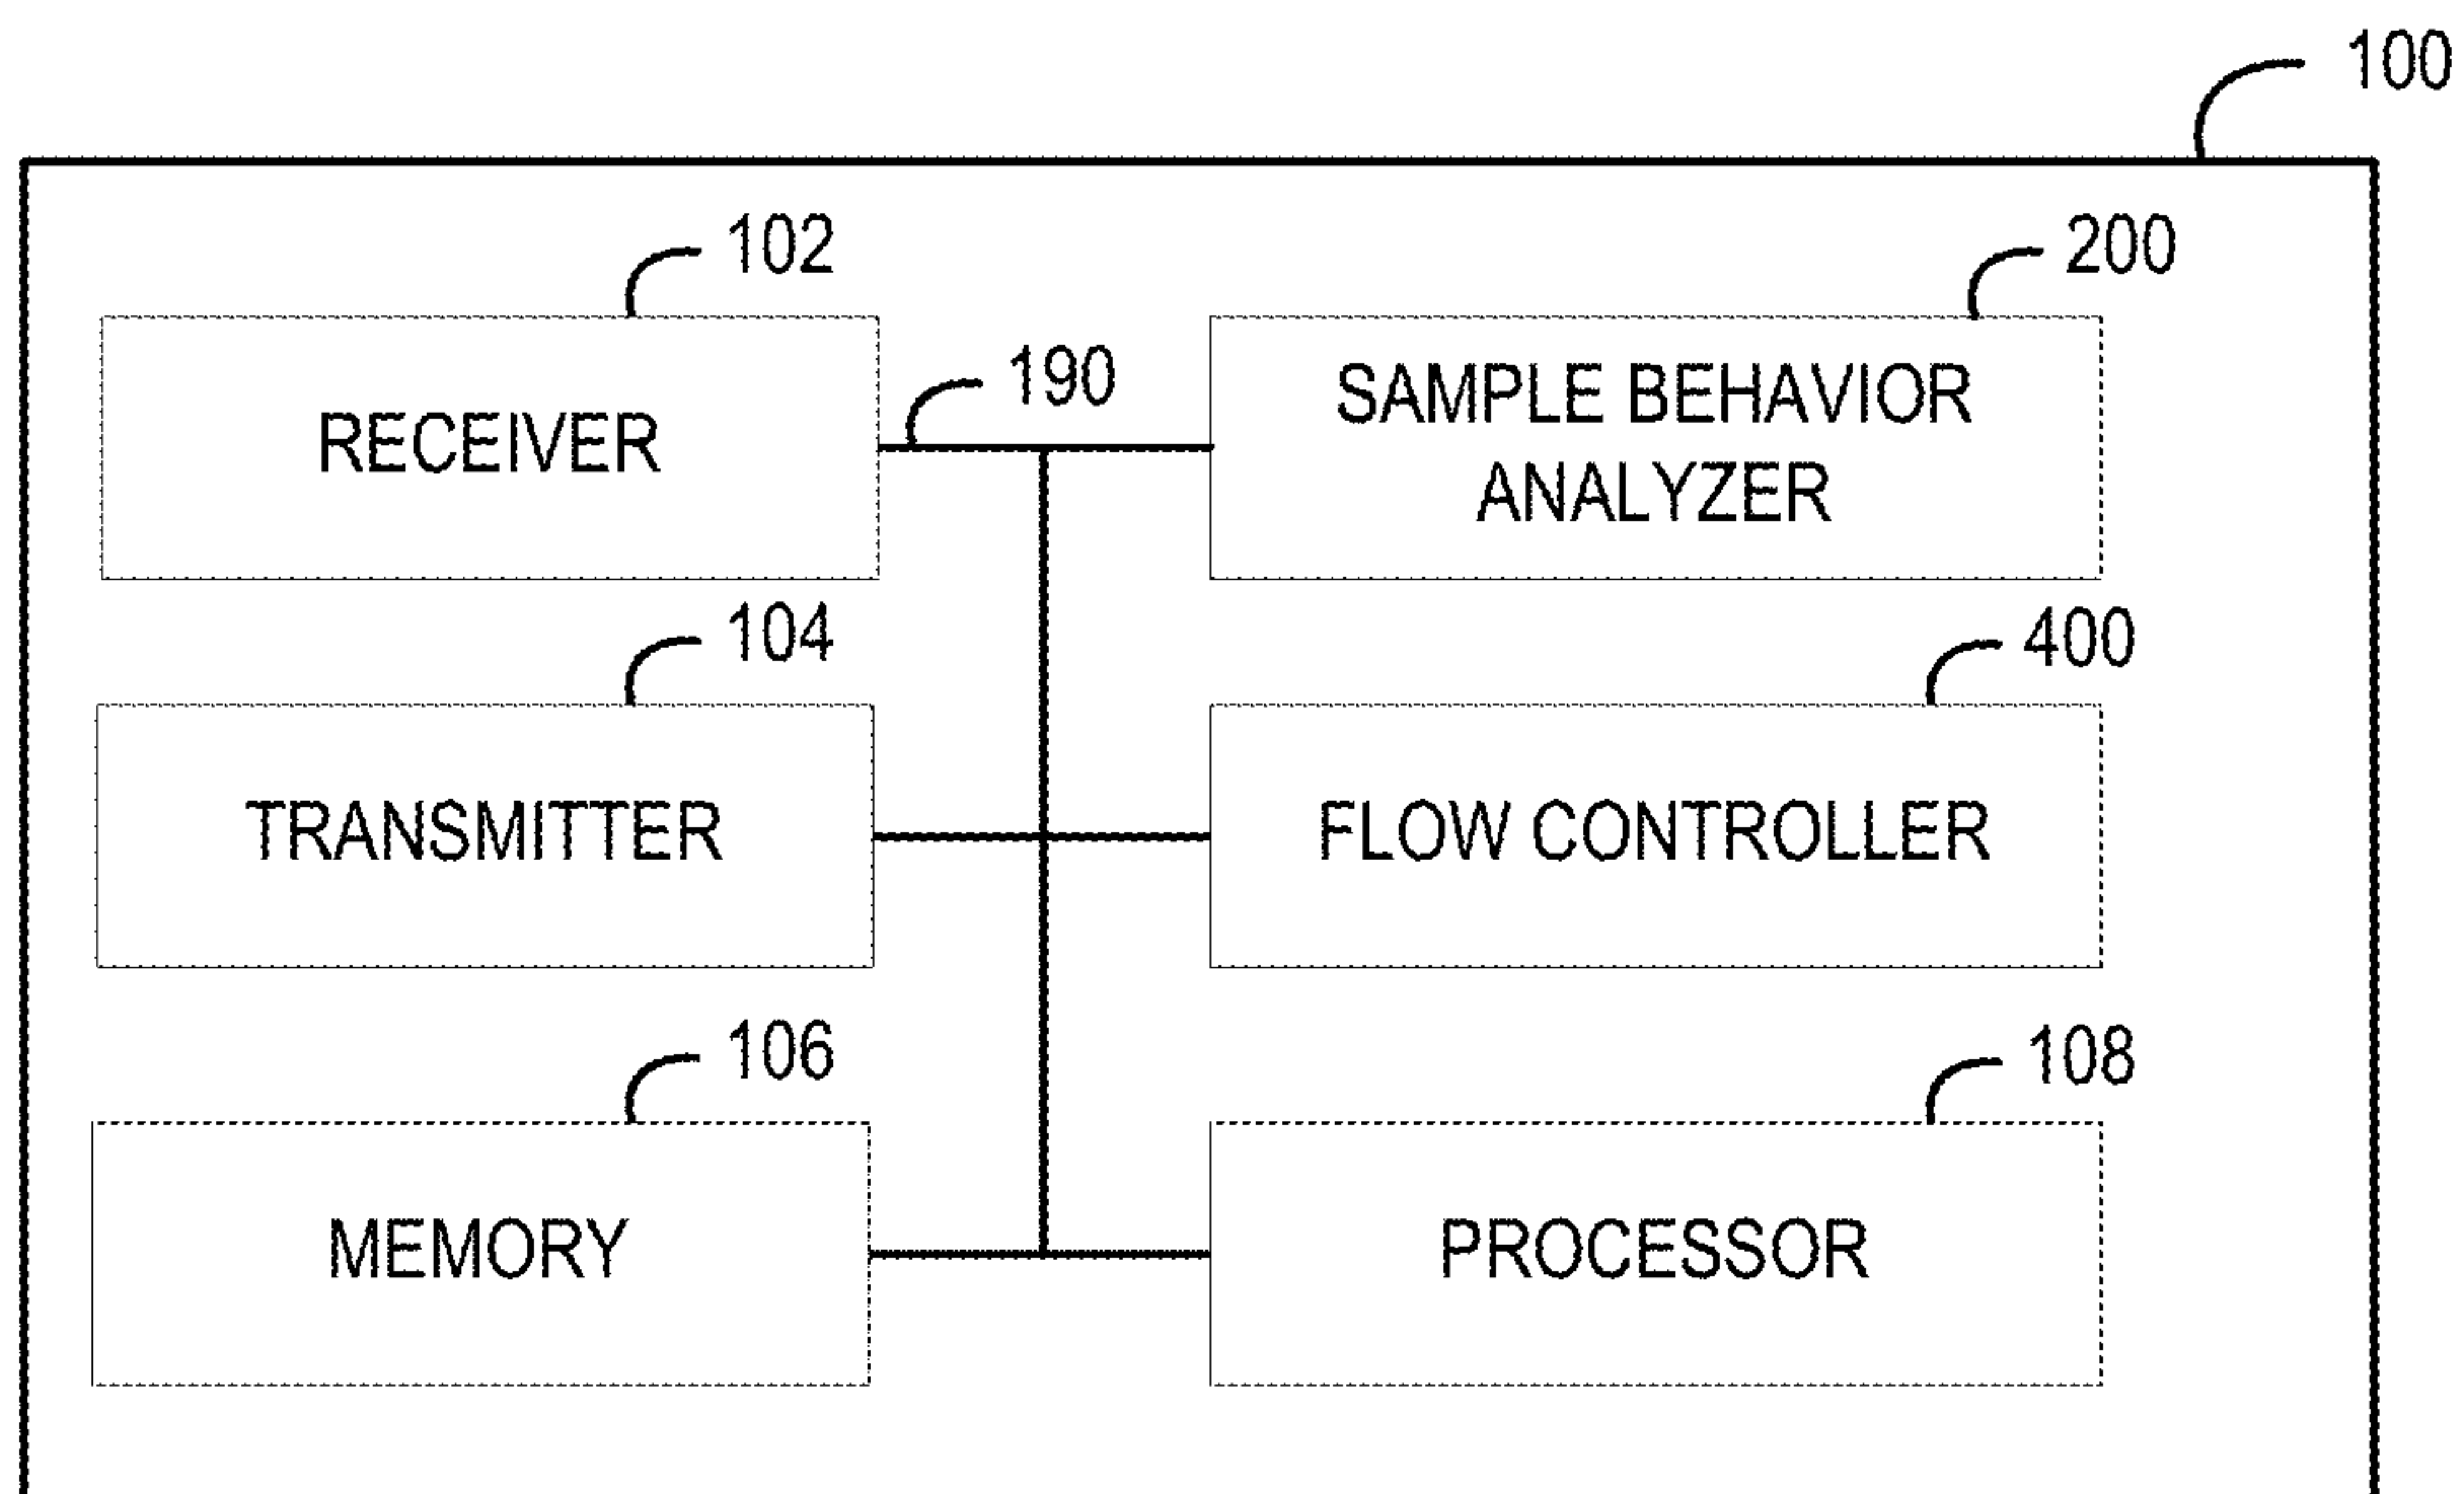 100
102
200
190
RECEIVER
SAMPLE BEHAVIOR
ANALYZER
104
400
TRANSMITTER
FLOW CONTROLLER
106
108
MEMORY
PROCESSOR